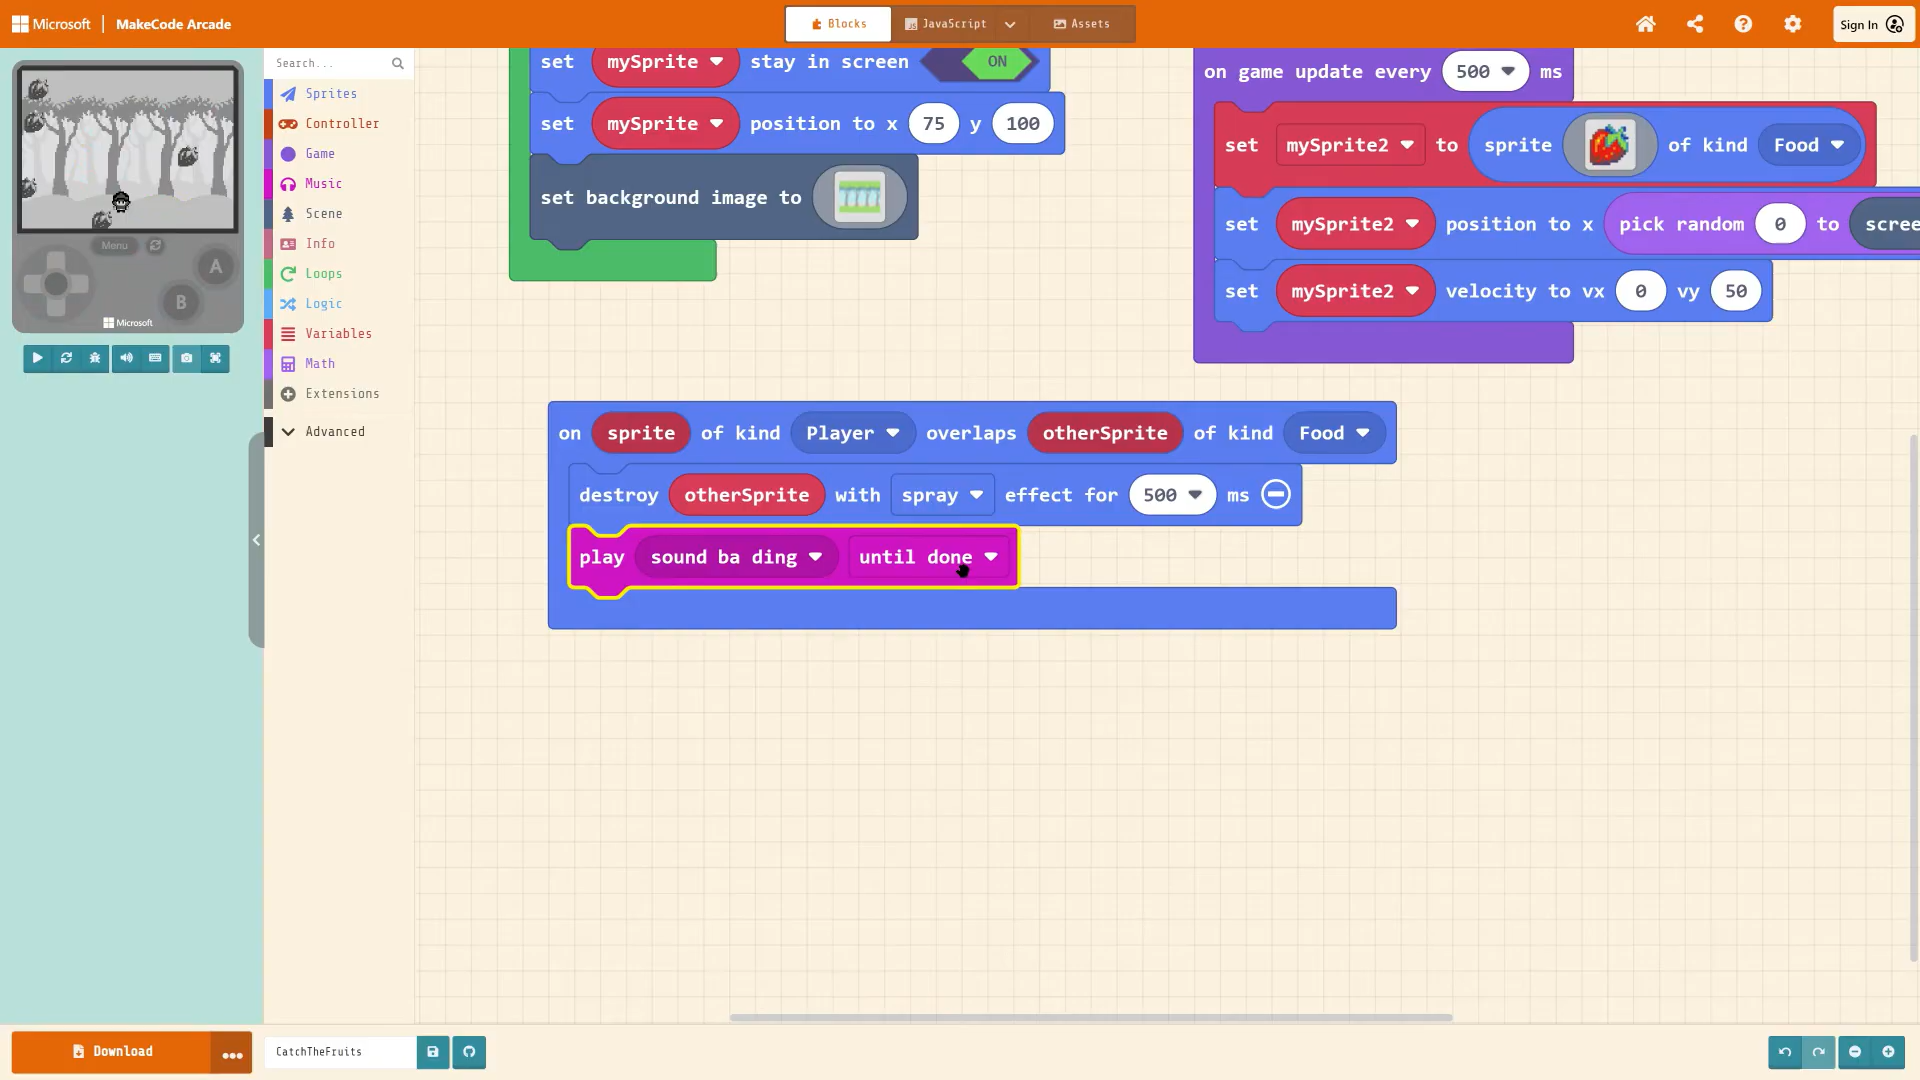 Microsoft | MakeCode Arcade
Blocks
JavaScript
Assets
Sign In
Search...
Sprites
Controller
Game
Music
Scene
Info
Loops
Logic
Variables
Math
Extensions
Advanced
Menu
A
B
Microsoft
set mySprite stay in screen ON
set mySprite position to x 75 y 100
set background image to
on game update every 500 ms
set mySprite2 to sprite of kind Food
set mySprite2 position to x pick random 0 to scree
set mySprite2 velocity to vx 0 vy 50
on sprite of kind Player overlaps otherSprite of kind Food
destroy otherSprite with spray effect for 500 ms
play sound ba ding until done
Download
CatchTheFruits